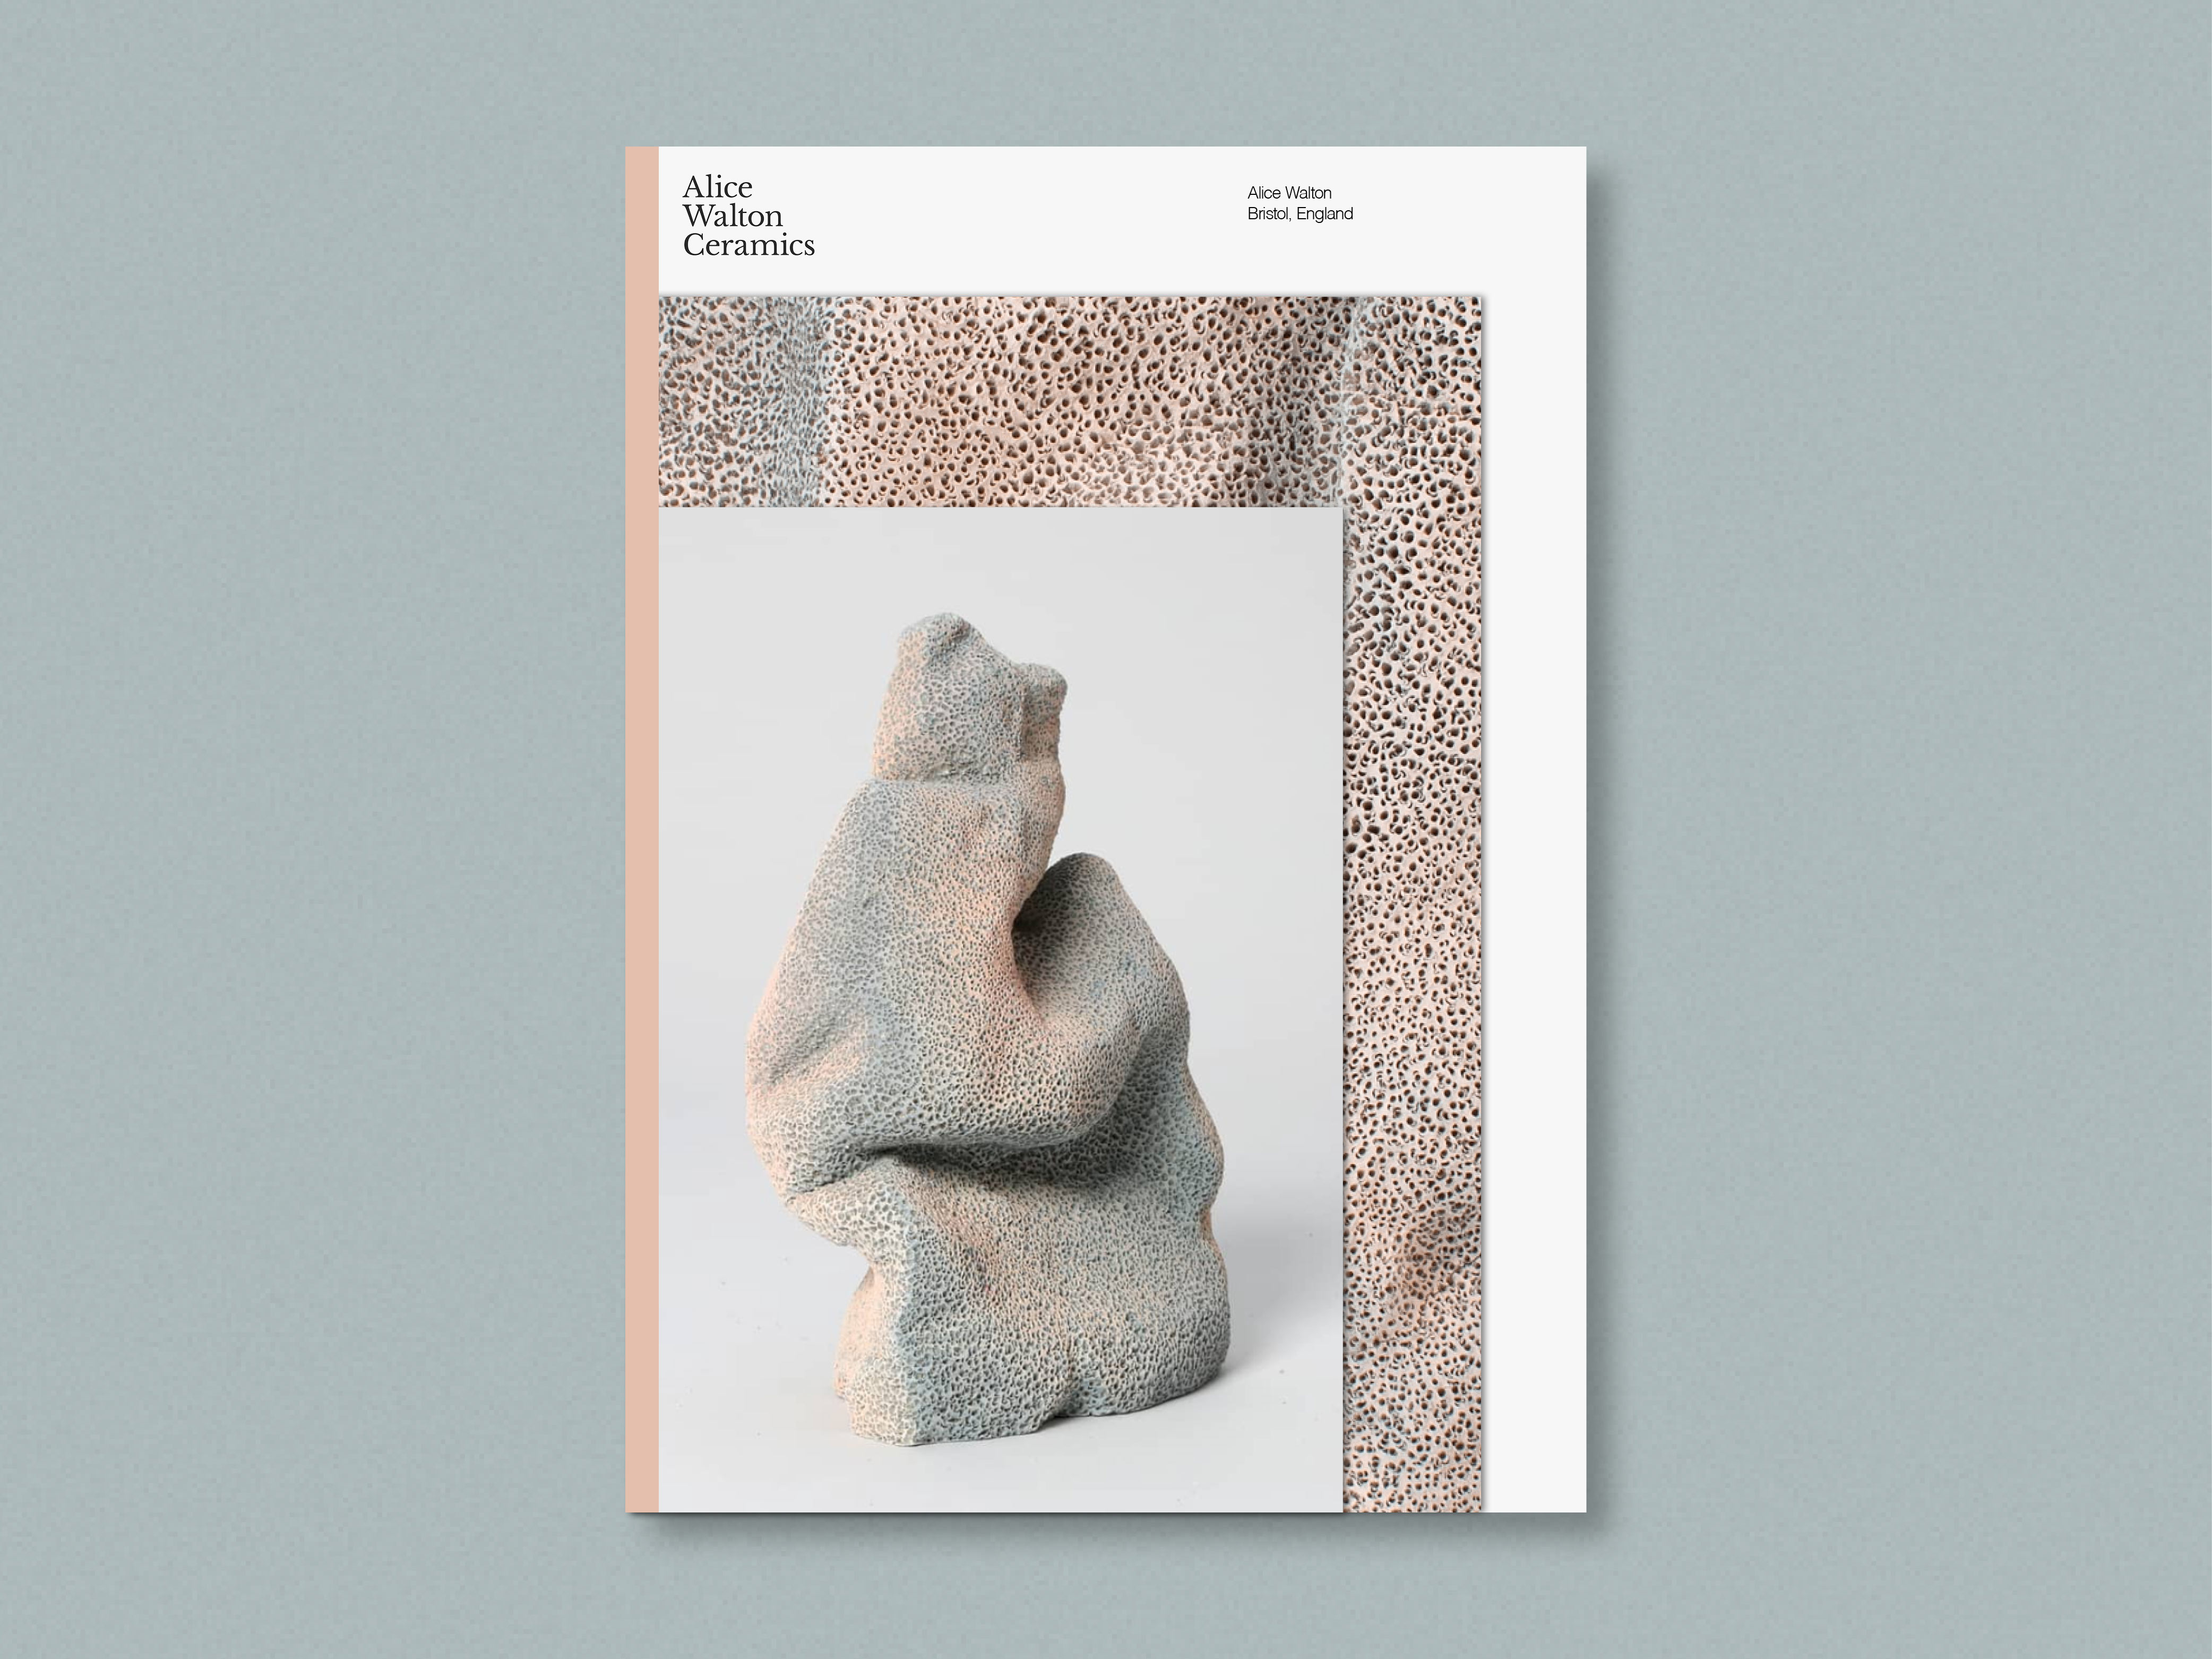 Alice
Walton
Ceramics
Alice Walton
Bristol, England